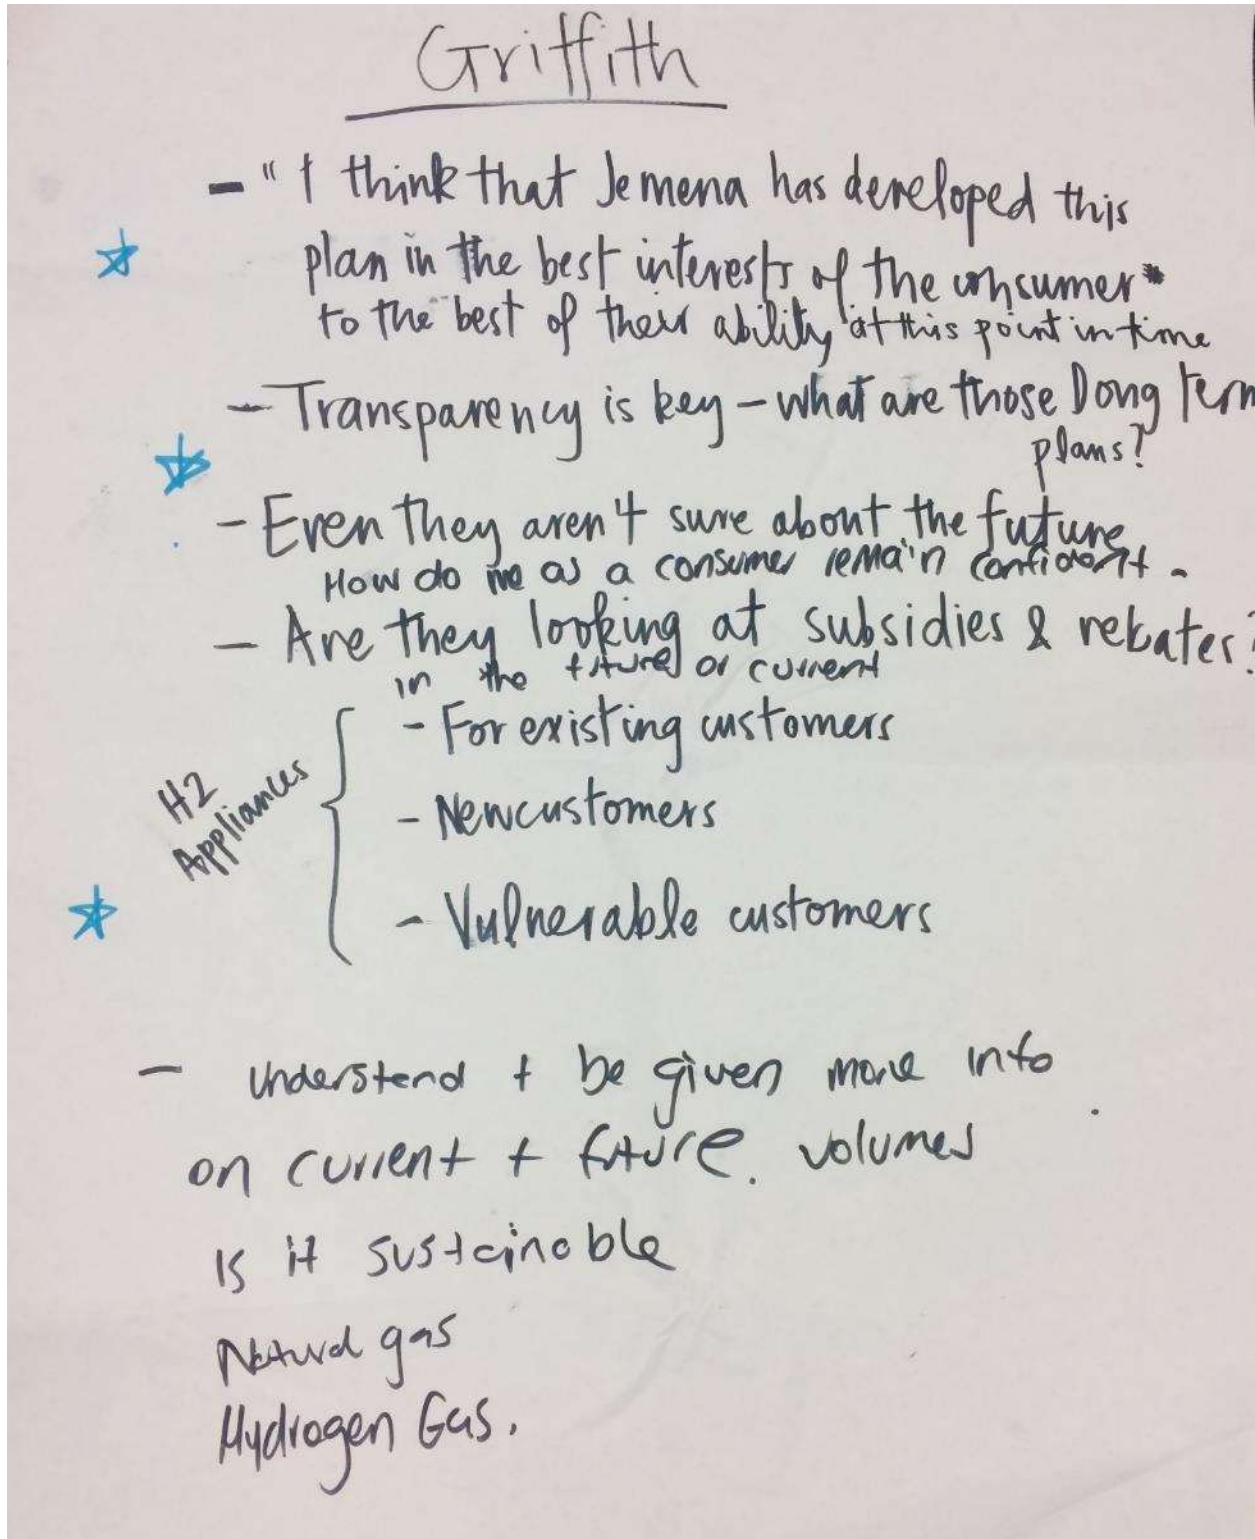 Griffith
- "I think that Jemena has developed this
plan in the best interests of the consumer"
to the best of their ability at this point in time
- Transparency is key - what are those Long term
plans?
- Even they aren't sure about the future
How do we as a consumer remain confident.
- Are they looking at subsidies & rebates?
in the future or current
H2
Appliances
- For existing customers
- New customers
- Vulnerable customers
- Understand + be given more info
on current + future. volumes
Is it sustainable
Natural gas
Hydrogen Gas.